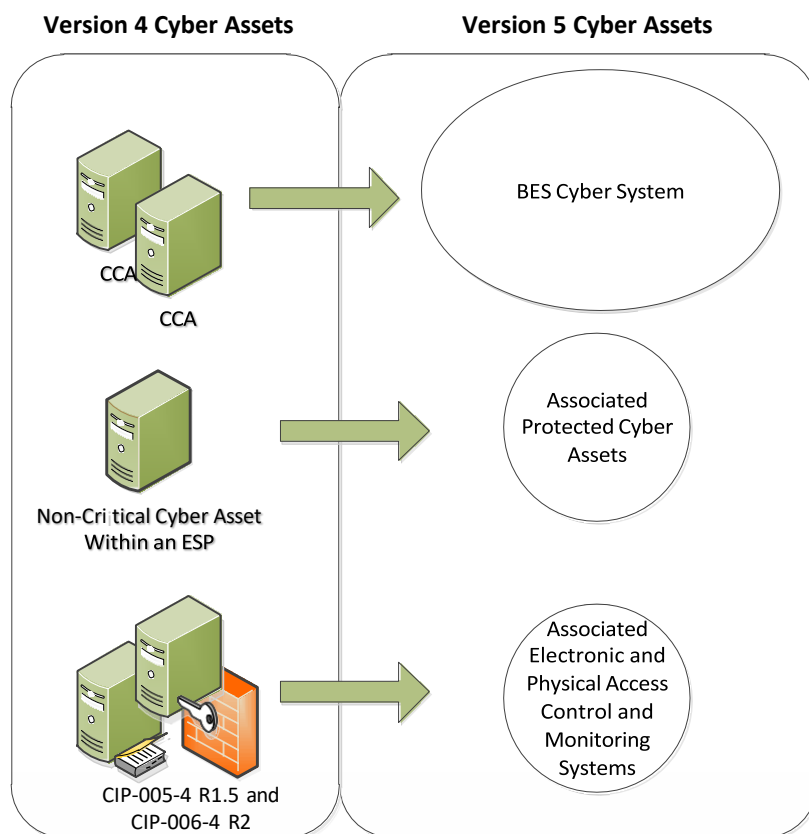 Version 4 Cyber Assets
Version 5 Cyber Assets
CCA
CCA
BES Cyber System
Non-Critical Cyber Asset
Within an ESP
Associated
Protected Cyber
Assets
CIP-005-4 R1.5 and
CIP-006-4 R2
Associated
Electronic and
Physical Access
Control and
Monitoring
Systems